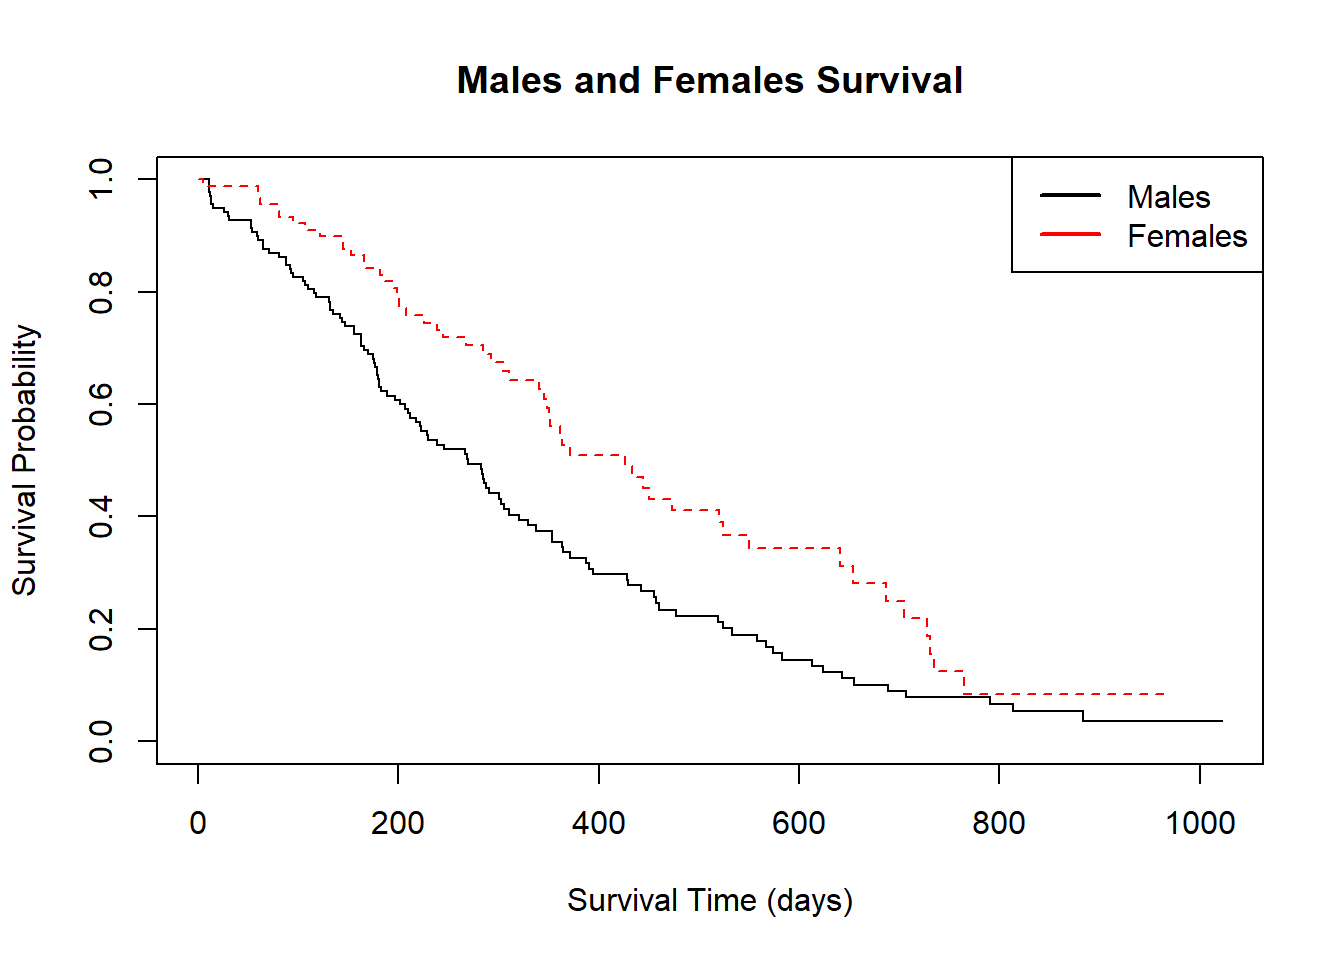 Males and Females Survival
Males
Females
Survival Probability
1.0
0.8
0.6
0.4
0.2
0.0
0 200 400 600 800 1000
Survival Time (days)